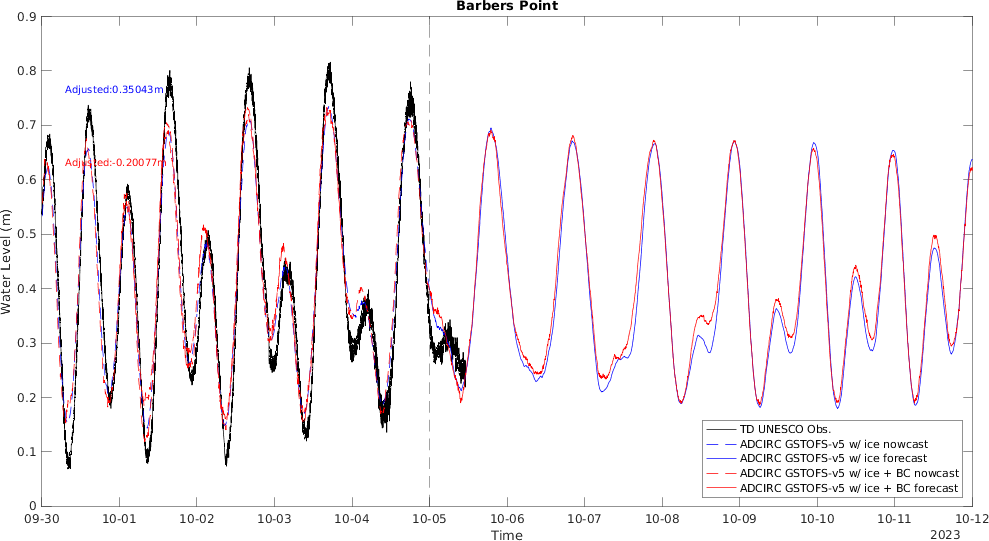 Barbers Point
0.9
0.8
0.7
0.6
0.5
0.4
0.3
0.2
0.1
0
Water Level (m)
Adjusted:0.35043m
Adjusted:-0.20077m
TD UNESCO Obs.
ADCIRC GSTOFS-v5 w/ ice nowcast
ADCIRC GSTOFS-v5 w/ ice forecast
ADCIRC GSTOFS-v5 w/ ice + BC nowcast
ADCIRC GSTOFS-v5 w/ ice + BC forecast
09-30 10-01 10-02 10-03 10-04 10-05 10-06 10-07 10-08 10-09 10-10 10-11 10-12
Time
2023